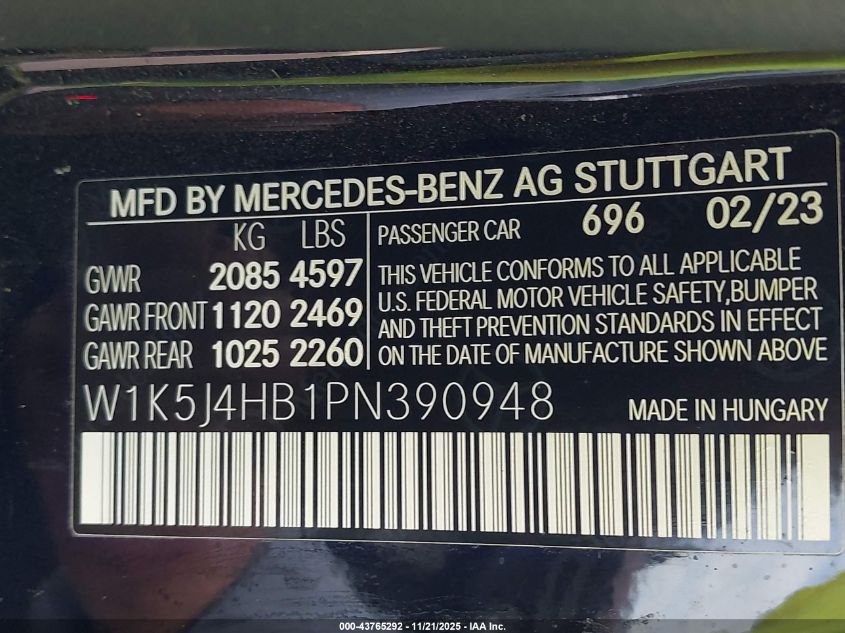 MFD BY MERCEDES-BENZ AG STUTTGART
KG LBS
GVWR 2085 4597
GAWR FRONT 1120 2469
GAWR REAR 1025 2260
PASSENGER CAR 696 02/23
THIS VEHICLE CONFORMS TO ALL APPLICABLE
U.S. FEDERAL MOTOR VEHICLE SAFETY,BUMPER
AND THEFT PREVENTION STANDARDS IN EFFECT
ON THE DATE OF MANUFACTURE SHOWN ABOVE
W1K5J4HB1PN390948 MADE IN HUNGARY
000-43765292 - 11/21/2025 - IAA Inc.